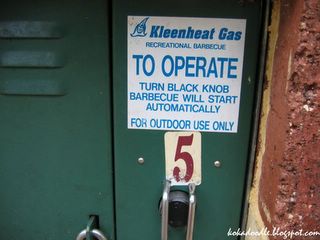 Kleenheat Gas
RECREATIONAL BARBECUE
TO OPERATE
TURN BLACK KNOB
BARBECUE WILL START
AUTOMATICALLY
FOR OUTDOOR USE ONLY
5
kokadoodle.blogspot.com